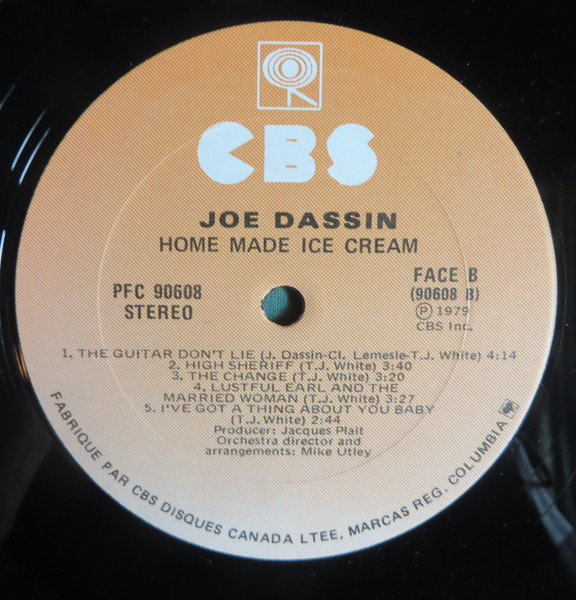 CBS
JOE DASSIN
HOME MADE ICE CREAM
PFC 90608
STEREO
FACE B
(90608 B)
Ⓟ 1979
CBS Inc.
1. THE GUITAR DON'T LIE (J. Dassin-Cl. Lemesle-T.J. White) 4:14
2. HIGH SHERIFF (T.J. White) 3:40
3. THE CHANGE (T.J. White) 3:20
4. LUSTFUL EARL AND THE
MARRIED WOMAN (T.J. White) 3:27
5. I'VE GOT A THING ABOUT YOU BABY
(T.J. White) 2:44
Producer: Jacques Plait
Orchestra director and
arrangements: Mike Utley
FABRIQUE PAR CBS DISQUES CANADA LTEE, MARCAS REG. COLUMBIA